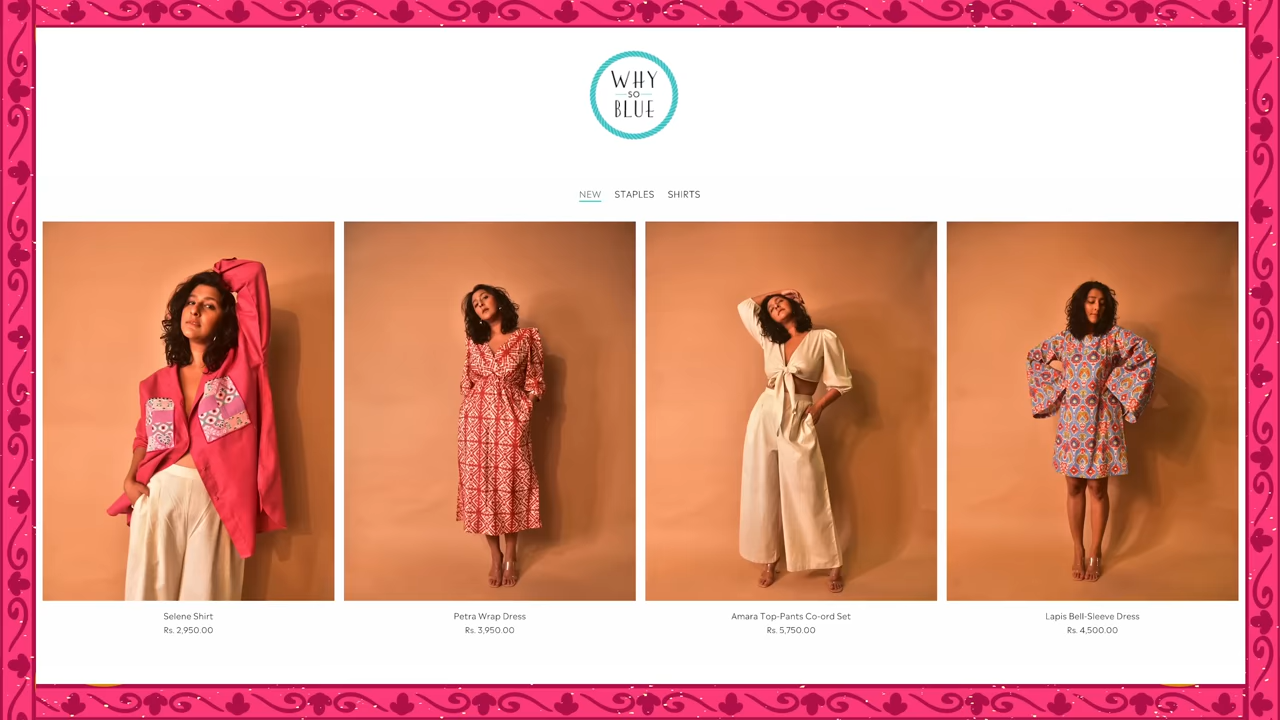 WHY
SO
BLUE
NEW STAPLES SHIRTS
Selene Shirt
Rs. 2,950.00
Petra Wrap Dress
Rs. 3,950.00
Amara Top-Pants Co-ord Set
Rs. 5,750.00
Lapis Bell-Sleeve Dress
Rs. 4,500.00